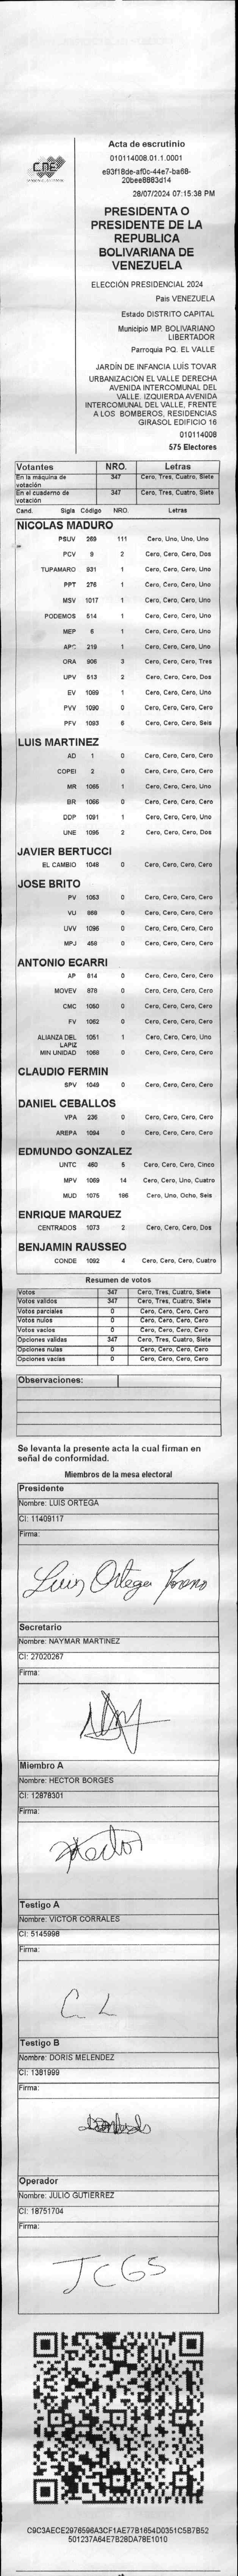 CNE
Acta de escrutinio
010114008.01.1.0001
e93f18de-af0c-44e7-ba68-
20bee8883d14
28/07/2024 07:15:38 PM
PRESIDENTA O
PRESIDENTE DE LA
REPUBLICA
BOLIVARIANA DE
VENEZUELA
ELECCIÓN PRESIDENCIAL 2024
Pais VENEZUELA
Estado DISTRITO CAPITAL
Municipio MP. BOLIVARIANO
LIBERTADOR
Parroquia PQ. EL VALLE
JARDÍN DE INFANCIA LUÍS TOVAR
URBANIZACION EL VALLE DERECHA
AVENIDA INTERCOMUNAL DEL
VALLE. IZQUIERDA AVENIDA
INTERCOMUNAL DEL VALLE. FRENTE
A LOS BOMBEROS, RESIDENCIAS
GIRASOL EDIFICIO 16
010114008
575 Electores
Votantes NRO. Letras
En la máquina de votación 347 Cero, Tres, Cuatro, Siete
En el cuaderno de votación 347 Cero, Tres, Cuatro, Siete
Cand. Sigla Código NRO. Letras
NICOLAS MADURO
PSUV 269 111 Cero, Uno, Uno, Uno
PCV 9 2 Cero, Cero, Cero, Dos
TUPAMARO 931 1 Cero, Cero, Cero, Uno
PPT 276 1 Cero, Cero, Cero, Uno
MSV 1017 1 Cero, Cero, Cero, Uno
PODEMOS 514 1 Cero, Cero, Cero, Uno
MEP 6 1 Cero, Cero, Cero, Uno
APC 219 1 Cero, Cero, Cero, Uno
ORA 906 3 Cero, Cero, Cero, Tres
UPV 513 2 Cero, Cero, Cero, Dos
EV 1089 1 Cero, Cero, Cero, Uno
PVV 1090 0 Cero, Cero, Cero, Cero
PFV 1093 6 Cero, Cero, Cero, Seis
LUIS MARTINEZ
AD 1 0 Cero, Cero, Cero, Cero
COPEI 2 0 Cero, Cero, Cero, Cero
MR 1065 1 Cero, Cero, Cero, Uno
BR 1066 0 Cero, Cero, Cero, Cero
DDP 1091 1 Cero, Cero, Cero, Uno
UNE 1095 2 Cero, Cero, Cero, Dos
JAVIER BERTUCCI
EL CAMBIO 1048 0 Cero, Cero, Cero, Cero
JOSE BRITO
PV 1053 0 Cero, Cero, Cero, Cero
VU 888 0 Cero, Cero, Cero, Cero
UVV 1096 0 Cero, Cero, Cero, Cero
MPJ 458 0 Cero, Cero, Cero, Cero
ANTONIO ECARRI
AP 814 0 Cero, Cero, Cero, Cero
MOVEV 878 0 Cero, Cero, Cero, Cero
CMC 1050 0 Cero, Cero, Cero, Cero
FV 1062 0 Cero, Cero, Cero, Cero
ALIANZA DEL LAPIZ 1051 1 Cero, Cero, Cero, Uno
MIN UNIDAD 1068 0 Cero, Cero, Cero, Cero
CLAUDIO FERMIN
SPV 1049 0 Cero, Cero, Cero, Cero
DANIEL CEBALLOS
VPA 236 0 Cero, Cero, Cero, Cero
AREPA 1094 0 Cero, Cero, Cero, Cero
EDMUNDO GONZALEZ
UNTC 460 5 Cero, Cero, Cero, Cinco
MPV 1069 14 Cero, Cero, Uno, Cuatro
MUD 1075 186 Cero, Uno, Ocho, Seis
ENRIQUE MARQUEZ
CENTRADOS 1073 2 Cero, Cero, Cero, Dos
BENJAMIN RAUSSEO
CONDE 1092 4 Cero, Cero, Cero, Cuatro
Resumen de votos
Votos 347 Cero, Tres, Cuatro, Siete
Votos validos 347 Cero, Tres, Cuatro, Siete
Votos parciales 0 Cero, Cero, Cero, Cero
Votos nulos 0 Cero, Cero, Cero, Cero
Votos vacios 0 Cero, Cero, Cero, Cero
Opciones validas 347 Cero, Tres, Cuatro, Siete
Opciones nulas 0 Cero, Cero, Cero, Cero
Opciones vacias 0 Cero, Cero, Cero, Cero
Observaciones:
Se levanta la presente acta la cual firman en
señal de conformidad.
Miembros de la mesa electoral
Presidente
Nombre: LUIS ORTEGA
CI: 11409117
Firma:
Luis Ortega
Secretario
Nombre: NAYMAR MARTINEZ
CI: 27020267
Firma:
Miembro A
Nombre: HECTOR BORGES
CI: 12878301
Firma:
Hector
Testigo A
Nombre: VICTOR CORRALES
CI: 5145998
Firma:
C L
Testigo B
Nombre: DORIS MELENDEZ
CI: 1381999
Firma:
Operador
Nombre: JULIO GUTIERREZ
CI: 18751704
Firma:
JCGS
C9C3AECE2976596A3CF1AE77B1654D0351C5B7B52
501237A64E7B28DA78E1010